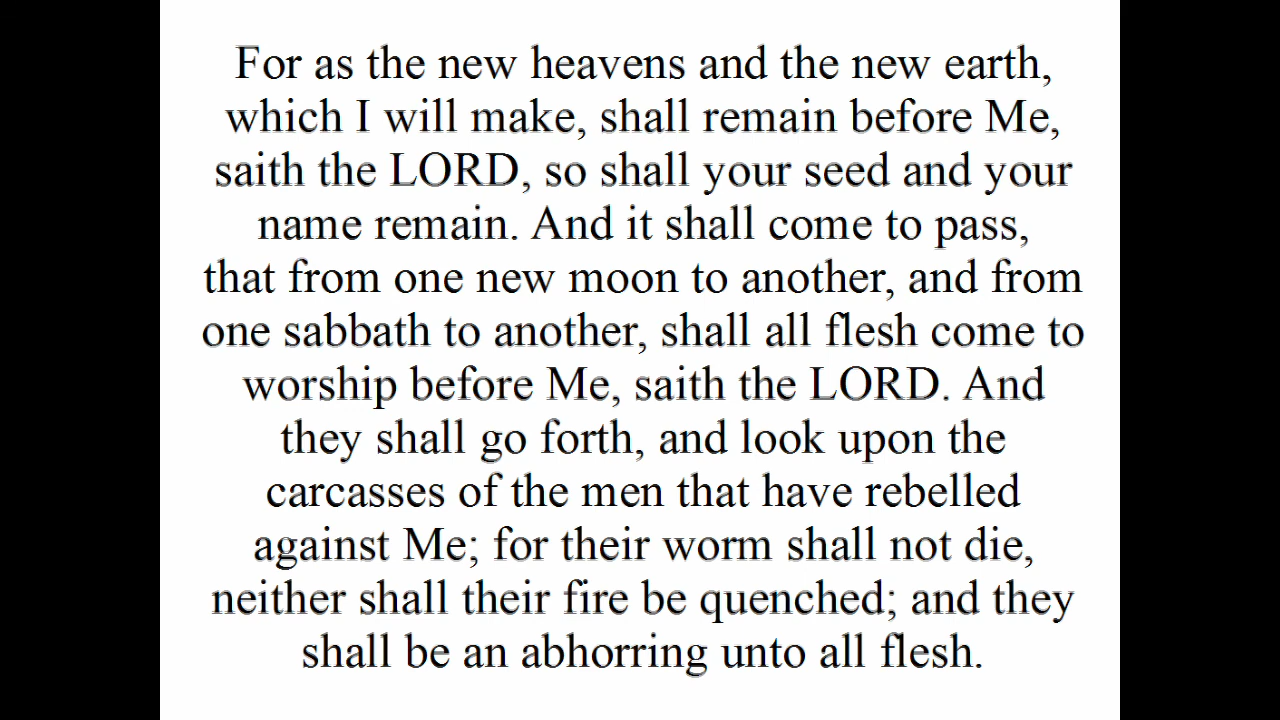 For as the new heavens and the new earth,
which I will make, shall remain before Me,
saith the LORD, so shall your seed and your
name remain. And it shall come to pass,
that from one new moon to another, and from
one sabbath to another, shall all flesh come to
worship before Me, saith the LORD. And
they shall go forth, and look upon the
carcasses of the men that have rebelled
against Me; for their worm shall not die,
neither shall their fire be quenched; and they
shall be an abhorring unto all flesh.